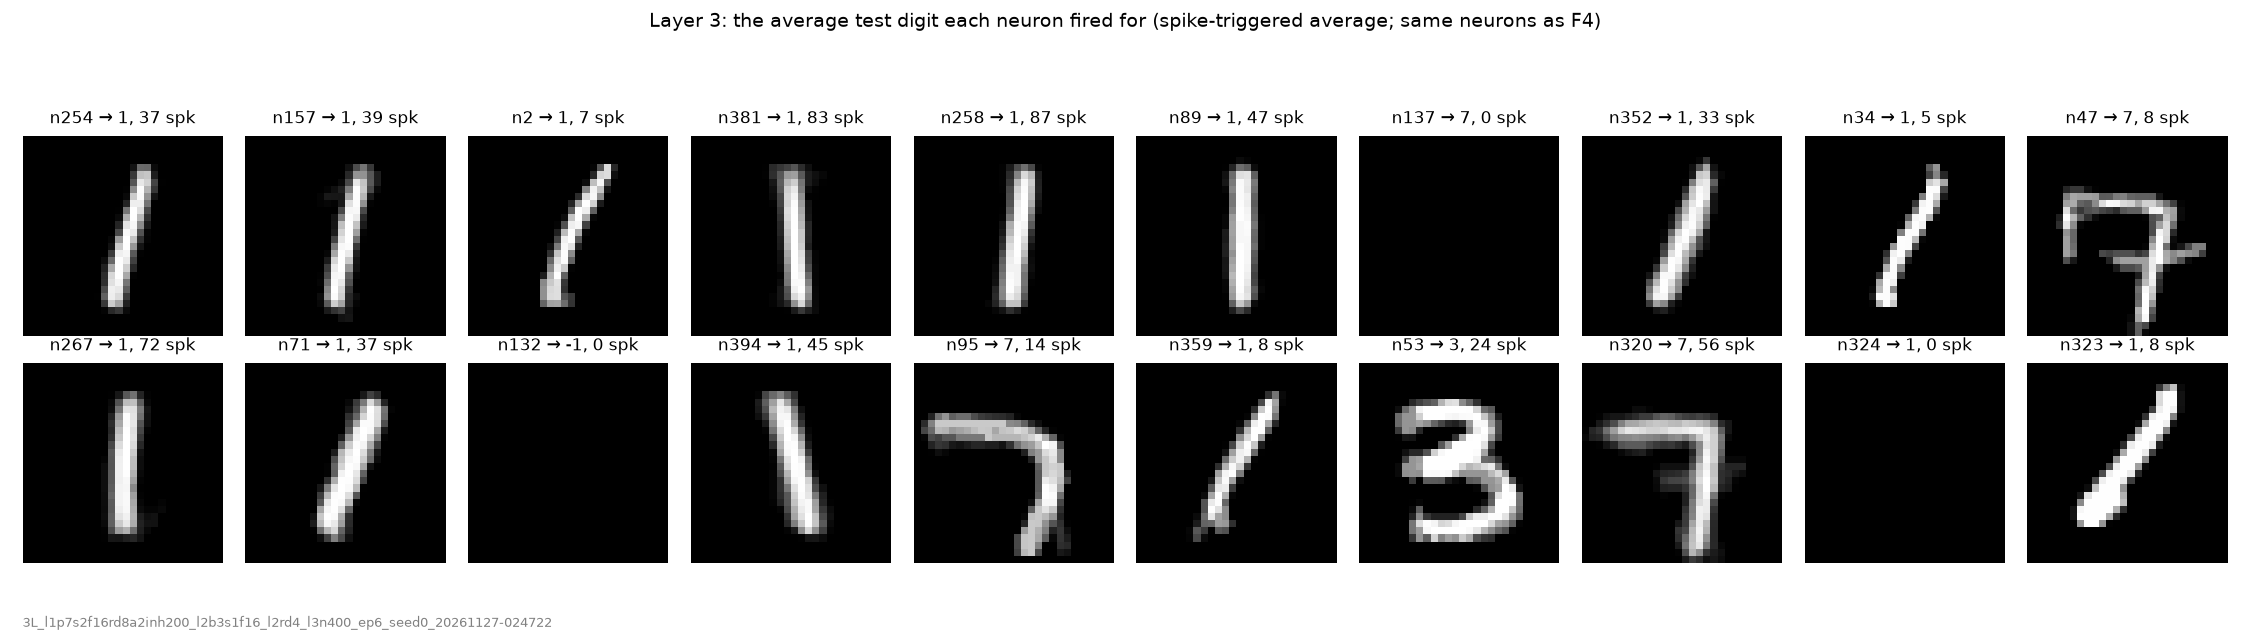 Layer 3: the average test digit each neuron fired for (spike-triggered average; same neurons as F4)
n254 → 1, 37 spk
n157 → 1, 39 spk
n2 → 1, 7 spk
n381 → 1, 83 spk
n258 → 1, 87 spk
n89 → 1, 47 spk
n137 → 7, 0 spk
n352 → 1, 33 spk
n34 → 1, 5 spk
n47 → 7, 8 spk
n267 → 1, 72 spk
n71 → 1, 37 spk
n132 → -1, 0 spk
n394 → 1, 45 spk
n95 → 7, 14 spk
n359 → 1, 8 spk
n53 → 3, 24 spk
n320 → 7, 56 spk
n324 → 1, 0 spk
n323 → 1, 8 spk
3L_l1p7s2f16rd8a2inh200_l2b3s1f16_l2rd4_l3n400_ep6_seed0_20261127-024722